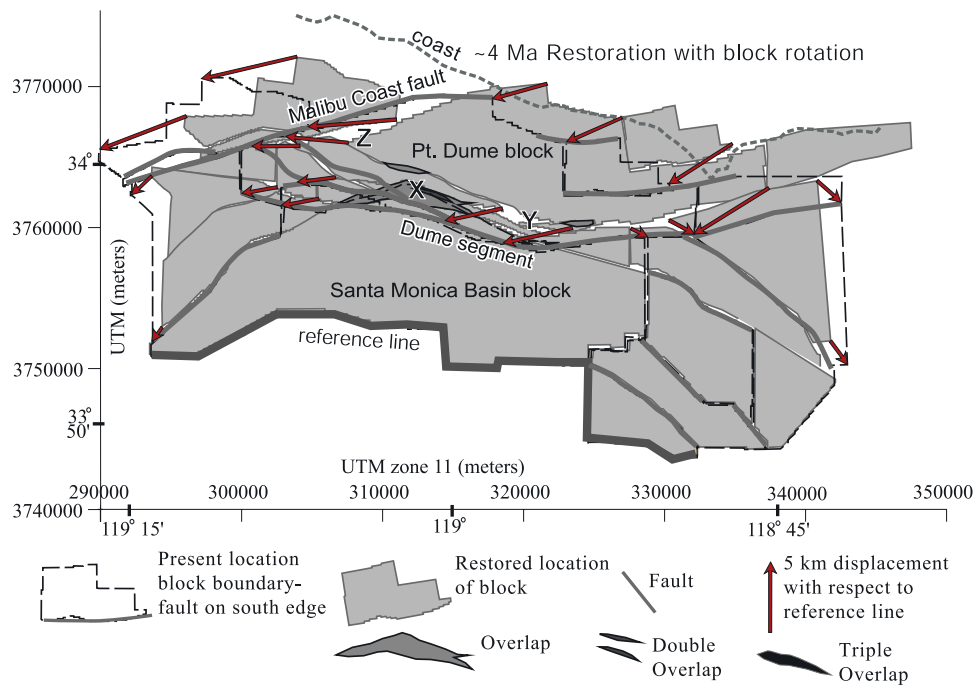 coast
~4 Ma Restoration with block rotation
3770000
Malibu Coast fault
Z
Pt. Dume block
34°
X
Y
3760000
Dume segment
UTM (meters)
Santa Monica Basin block
reference line
3750000
33°
50'
UTM zone 11 (meters)
290000 300000 310000 320000 330000 340000 350000
3740000
119° 15' 119° 118° 45'
Present location
block boundary-
fault on south edge
Restored location
of block
Fault
5 km displacement
with respect to
reference line
Overlap
Double
Overlap
Triple
Overlap